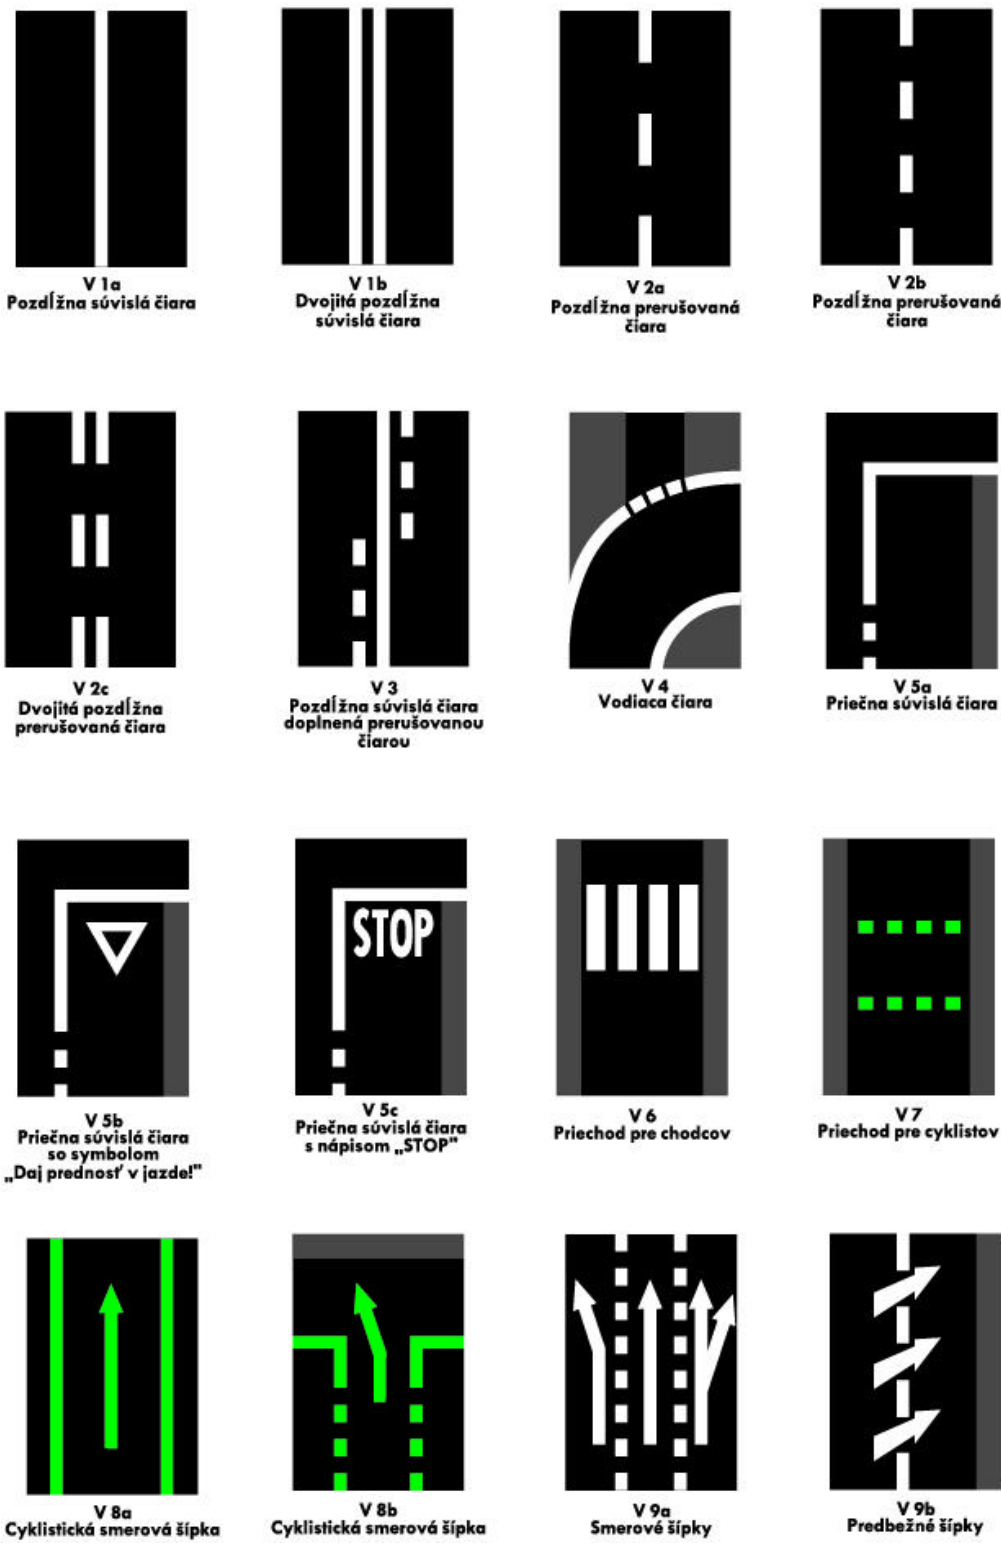 V 1a
Pozdĺžna súvislá čiara
V 1b
Dvojitá pozdĺžna
súvislá čiara
V 2a
Pozdĺžna prerušovaná
čiara
V 2b
Pozdĺžna prerušovaná
čiara
V 2c
Dvojitá pozdĺžna
prerušovaná čiara
V 3
Pozdĺžna súvislá čiara
doplnená prerušovanou
čiarou
V 4
Vodiaca čiara
V 5a
Priečna súvislá čiara
V 5b
Priečna súvislá čiara
so symbolom
„Daj prednosť v jazde!"
STOP
V 5c
Priečna súvislá čiara
s nápisom „STOP"
V 6
Priechod pre chodcov
V 7
Priechod pre cyklistov
V 8a
Cyklistická smerová šípka
V 8b
Cyklistická smerová šípka
V 9a
Smerové šípky
V 9b
Predbežné šípky